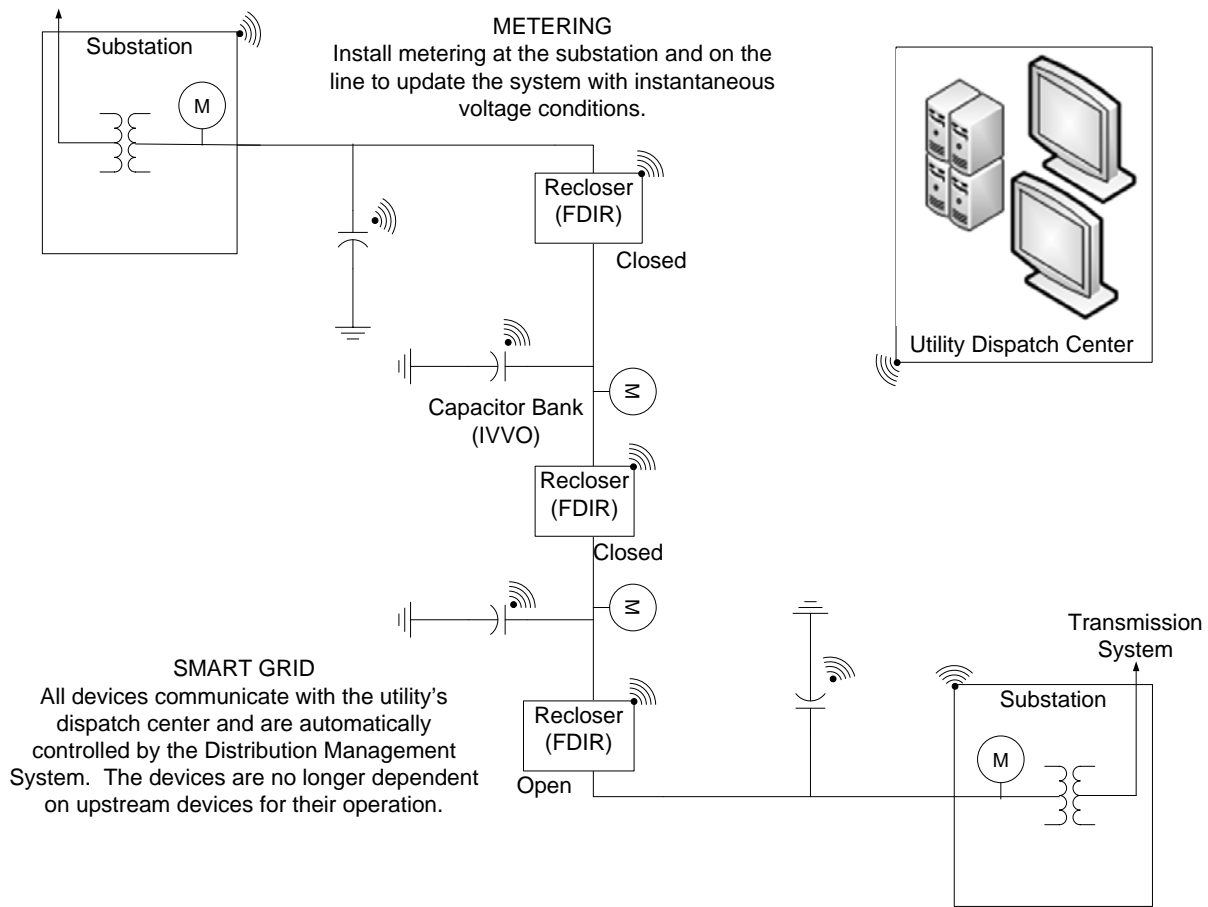 Substation
M
METERING
Install metering at the substation and on the
line to update the system with instantaneous
voltage conditions.
Recloser
(FDIR)
Closed
Utility Dispatch Center
Capacitor Bank
(IVVO)
M
Recloser
(FDIR)
Closed
M
SMART GRID
All devices communicate with the utility's
dispatch center and are automatically
controlled by the Distribution Management
System.  The devices are no longer dependent
on upstream devices for their operation.
Recloser
(FDIR)
Open
Transmission
System
Substation
M